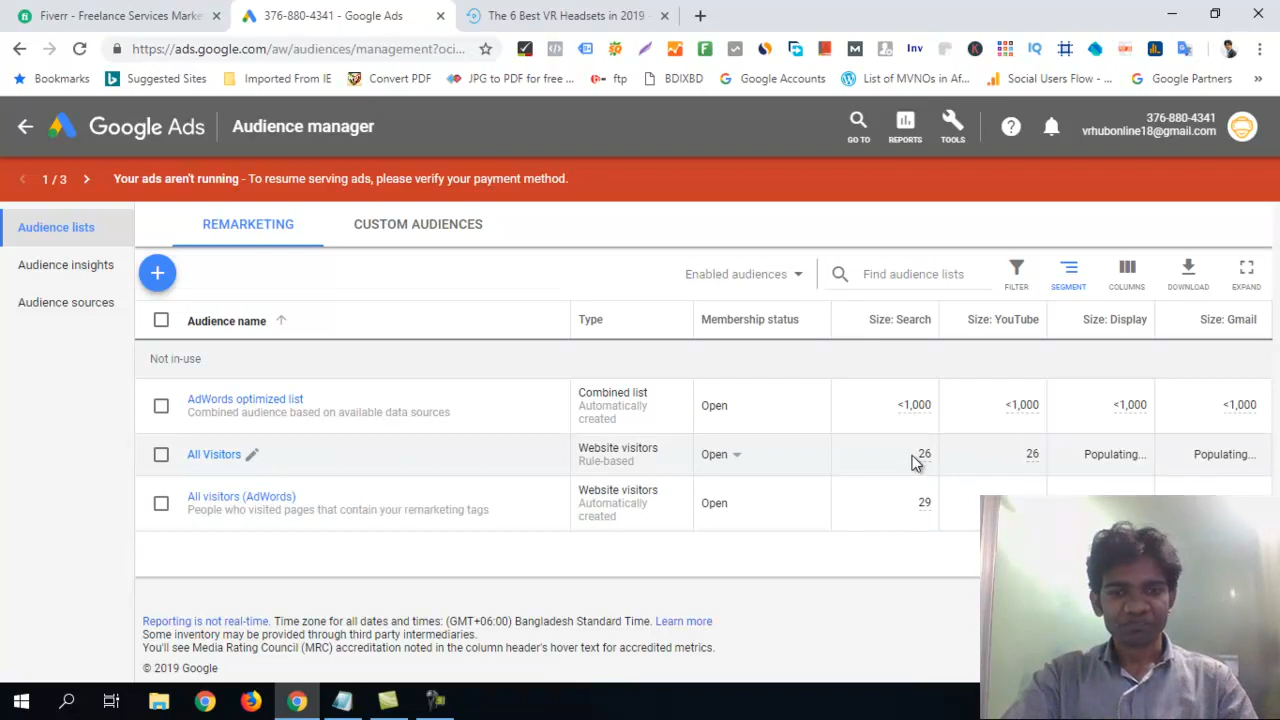 Fiverr - Freelance Services Marke
376-880-4341 - Google Ads
The 6 Best VR Headsets in 2019 -
https://ads.google.com/aw/audiences/management?oci...
Inv
M
IQ
Bookmarks
Suggested Sites
Imported From IE
Convert PDF
JPG to PDF for free ...
ftp
BDIXBD
Google Accounts
List of MVNOs in Af...
Social Users Flow - ...
Google Partners
»
Google Ads
Audience manager
GO TO
REPORTS
TOOLS
376-880-4341
vrhubonline18@gmail.com
1 / 3
Your ads aren't running - To resume serving ads, please verify your payment method.
Audience lists
Audience insights
Audience sources
REMARKETING
CUSTOM AUDIENCES
Enabled audiences
Find audience lists
FILTER
SEGMENT
COLUMNS
DOWNLOAD
EXPAND
Audience name
Type
Membership status
Size: Search
Size: YouTube
Size: Display
Size: Gmail
Not in-use
AdWords optimized list
Combined audience based on available data sources
Combined list
Automatically
created
Open
<1,000
<1,000
<1,000
<1,000
All Visitors
Website visitors
Rule-based
Open
26
26
Populating...
Populating...
All visitors (AdWords)
People who visited pages that contain your remarketing tags
Website visitors
Automatically
created
Open
29
Reporting is not real-time. Time zone for all dates and times: (GMT+06:00) Bangladesh Standard Time. Learn more
Some inventory may be provided through third party intermediaries.
You'll see Media Rating Council (MRC) accreditation noted in the column header's hover text for accredited metrics.
© 2019 Google